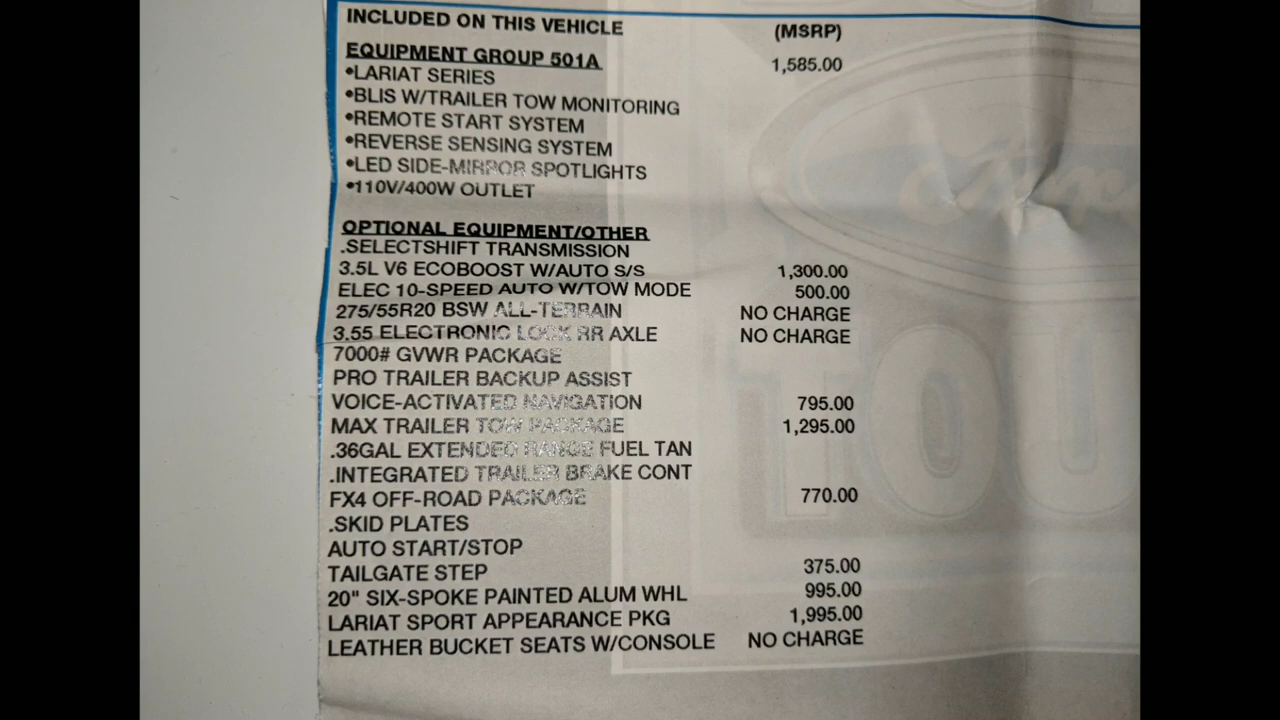 INCLUDED ON THIS VEHICLE (MSRP)
EQUIPMENT GROUP 501A 1,585.00
•LARIAT SERIES
•BLIS W/TRAILER TOW MONITORING
•REMOTE START SYSTEM
•REVERSE SENSING SYSTEM
•LED SIDE-MIRROR SPOTLIGHTS
•110V/400W OUTLET
OPTIONAL EQUIPMENT/OTHER
.SELECTSHIFT TRANSMISSION
3.5L V6 ECOBOOST W/AUTO S/S 1,300.00
ELEC 10-SPEED AUTO W/TOW MODE 500.00
275/55R20 BSW ALL-TERRAIN NO CHARGE
3.55 ELECTRONIC LOCK RR AXLE NO CHARGE
7000# GVWR PACKAGE
PRO TRAILER BACKUP ASSIST
VOICE-ACTIVATED NAVIGATION 795.00
MAX TRAILER TOW PACKAGE 1,295.00
.36GAL EXTENDED RANGE FUEL TAN
.INTEGRATED TRAILER BRAKE CONT
FX4 OFF-ROAD PACKAGE 770.00
.SKID PLATES
AUTO START/STOP
TAILGATE STEP 375.00
20" SIX-SPOKE PAINTED ALUM WHL 995.00
LARIAT SPORT APPEARANCE PKG 1,995.00
LEATHER BUCKET SEATS W/CONSOLE NO CHARGE